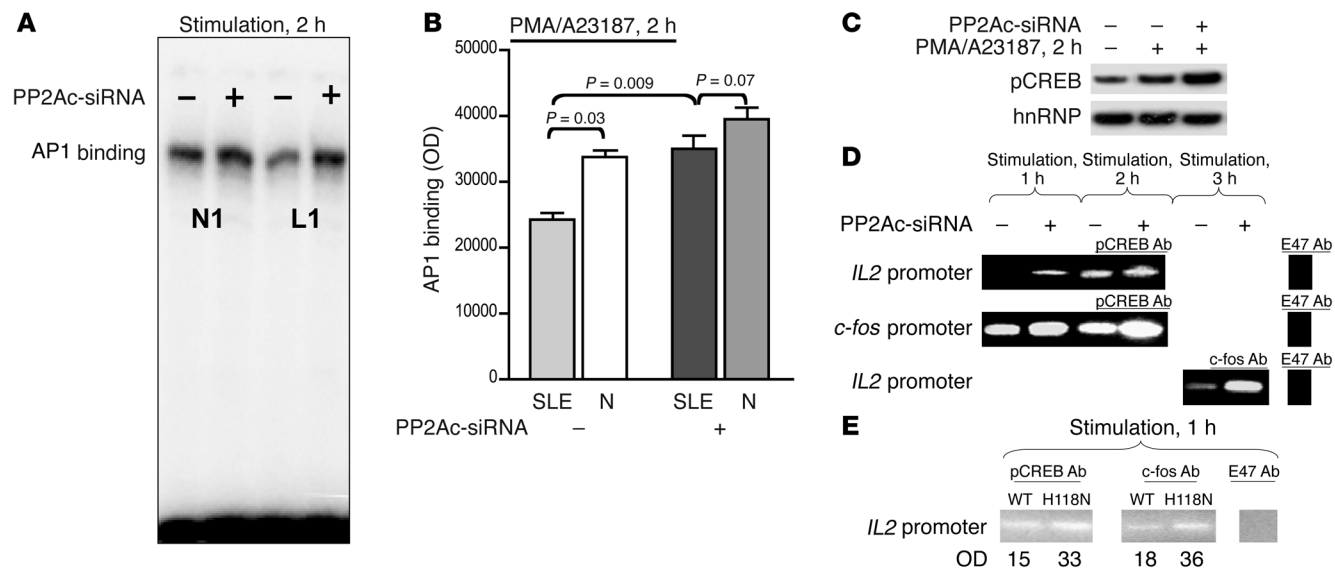 A
Stimulation, 2 h
PP2Ac-siRNA
− + − +
AP1 binding
N1 L1
B
PMA/A23187, 2 h
AP1 binding (OD)
50000
40000
30000
20000
10000
0
P = 0.009
P = 0.07
P = 0.03
SLE N SLE N
PP2Ac-siRNA − +
C
PP2Ac-siRNA − − +
PMA/A23187, 2 h − + +
pCREB
hnRNP
D
Stimulation, 1 h
Stimulation, 2 h
Stimulation, 3 h
PP2Ac-siRNA − + − + − +
pCREB Ab E47 Ab
IL2 promoter
pCREB Ab E47 Ab
c-fos promoter
c-fos Ab E47 Ab
IL2 promoter
E
Stimulation, 1 h
pCREB Ab c-fos Ab E47 Ab
WT H118N WT H118N
IL2 promoter
OD 15 33 18 36